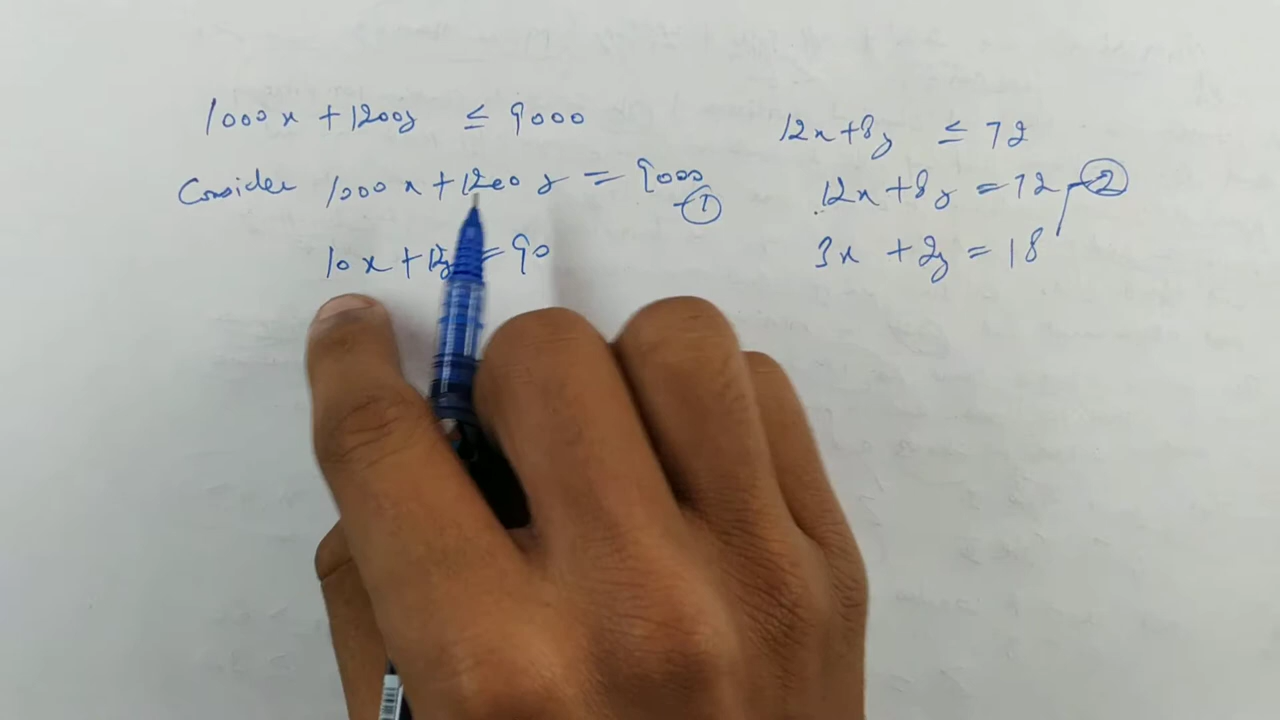 1000x + 1200y ≤ 9000
Consider 1000x + 1200y = 9000 - ①
10x + 12y = 90
12x + 8y ≤ 72
12x + 8y = 72 - ②
3x + 2y = 18